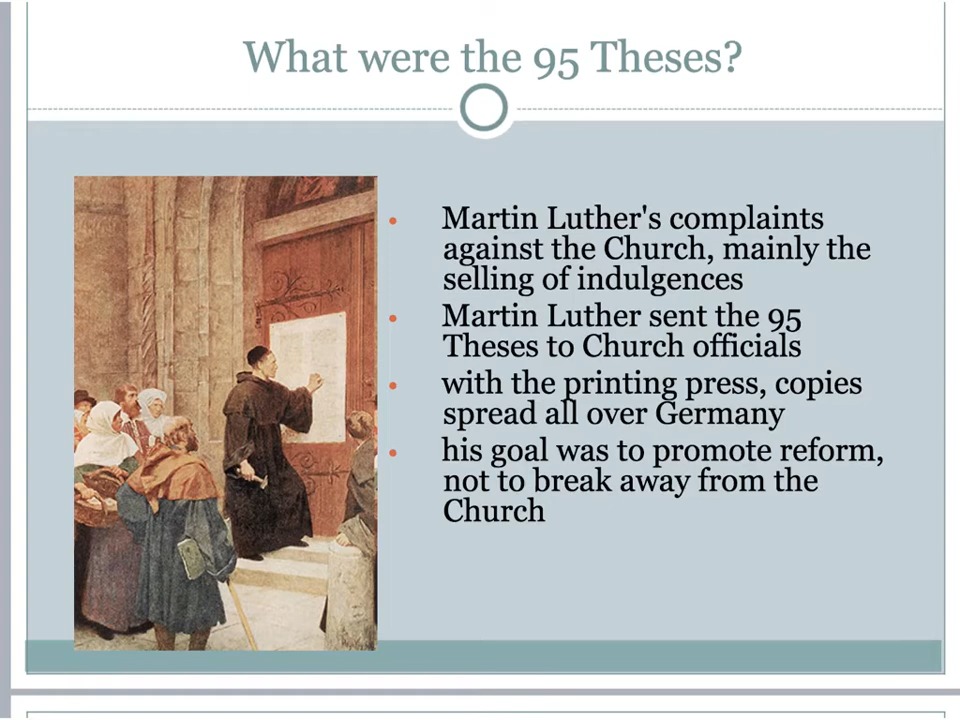 What were the 95 Theses?
• Martin Luther's complaints
against the Church, mainly the
selling of indulgences
• Martin Luther sent the 95
Theses to Church officials
• with the printing press, copies
spread all over Germany
• his goal was to promote reform,
not to break away from the
Church